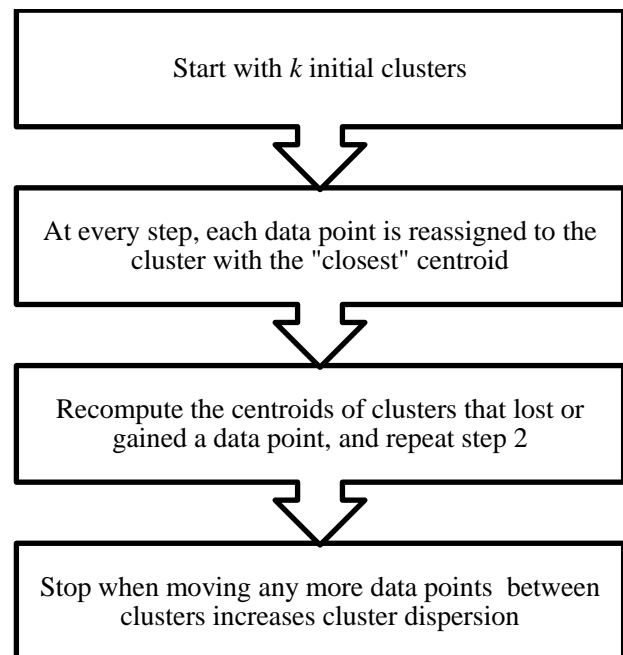 Start with k initial clusters
At every step, each data point is reassigned to the
cluster with the "closest" centroid
Recompute the centroids of clusters that lost or
gained a data point, and repeat step 2
Stop when moving any more data points between
clusters increases cluster dispersion